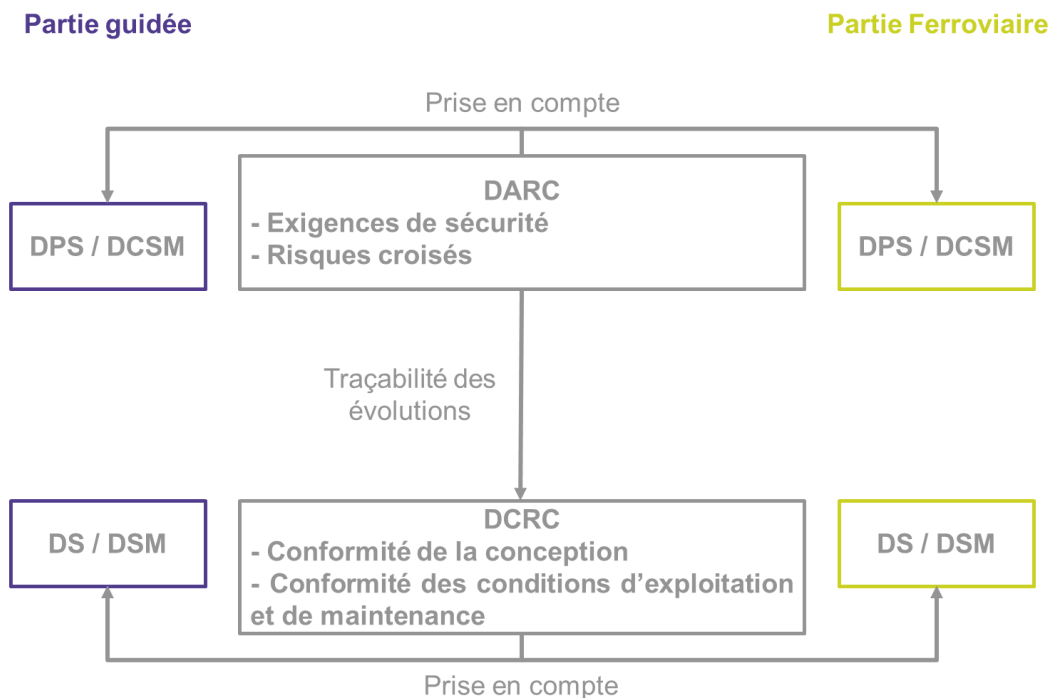 Partie guidée
Partie Ferroviaire
Prise en compte
DARC
- Exigences de sécurité
- Risques croisés
DPS / DCSM
DPS / DCSM
Traçabilité des
évolutions
DS / DSM
DCRC
- Conformité de la conception
- Conformité des conditions d’exploitation
et de maintenance
DS / DSM
Prise en compte